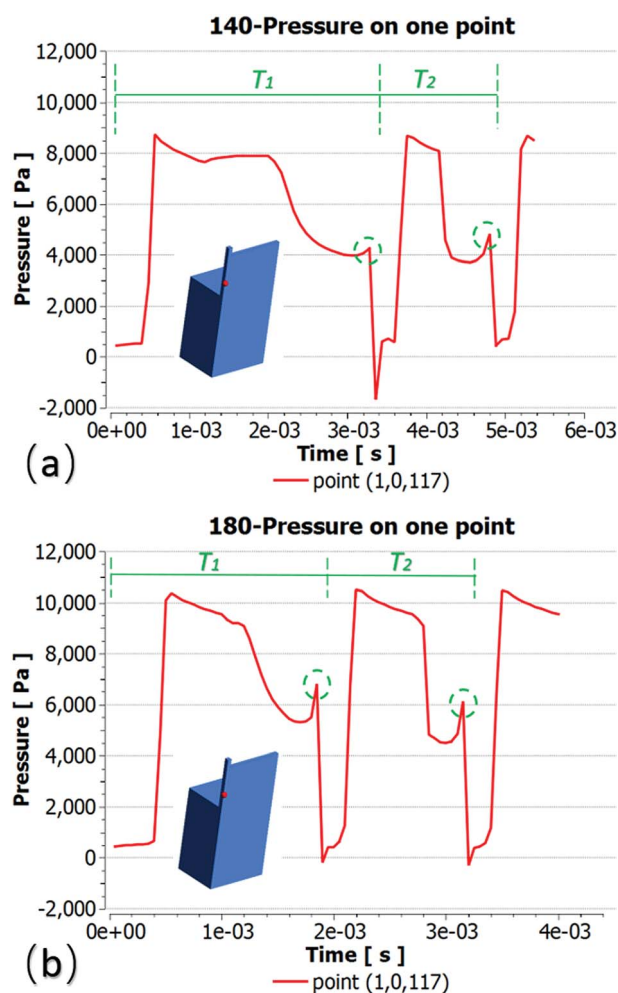 140-Pressure on one point
12,000
10,000
8,000
6,000
4,000
2,000
0
-2,000
Pressure [ Pa ]
T1
T2
0e+00 1e-03 2e-03 3e-03 4e-03 5e-03 6e-03
Time [ s ]
(a)
point (1,0,117)
180-Pressure on one point
12,000
10,000
8,000
6,000
4,000
2,000
0
-2,000
Pressure [ Pa ]
T1
T2
0e+00 1e-03 2e-03 3e-03 4e-03
Time [ s ]
(b)
point (1,0,117)